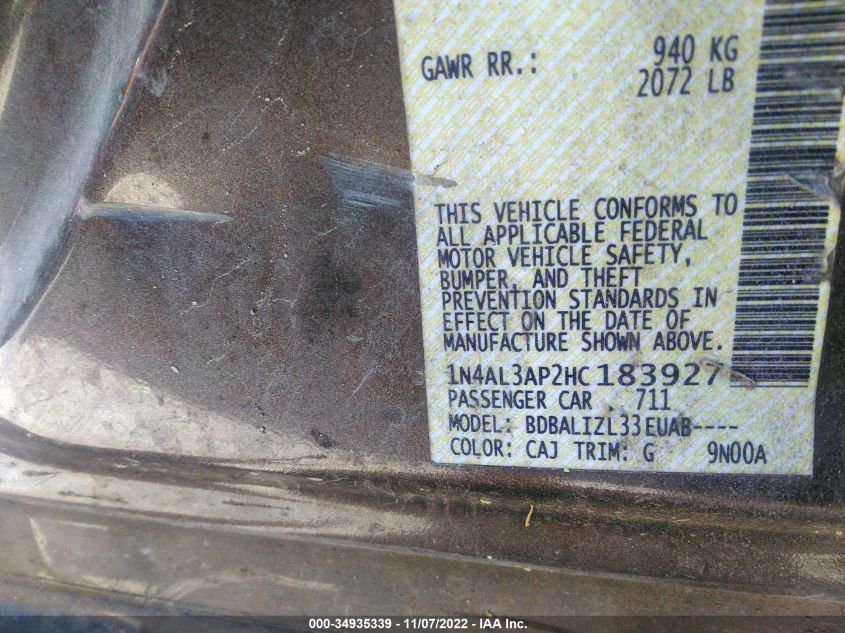 GAWR RR.: 940 KG
2072 LB
THIS VEHICLE CONFORMS TO
ALL APPLICABLE FEDERAL
MOTOR VEHICLE SAFETY,
BUMPER, AND THEFT
PREVENTION STANDARDS IN
EFFECT ON THE DATE OF
MANUFACTURE SHOWN ABOVE.
1N4AL3AP2HC183927
PASSENGER CAR 711
MODEL: BDBALIZL33EUAB----
COLOR: CAJ TRIM: G 9N00A
000-34935339 - 11/07/2022 - IAA Inc.